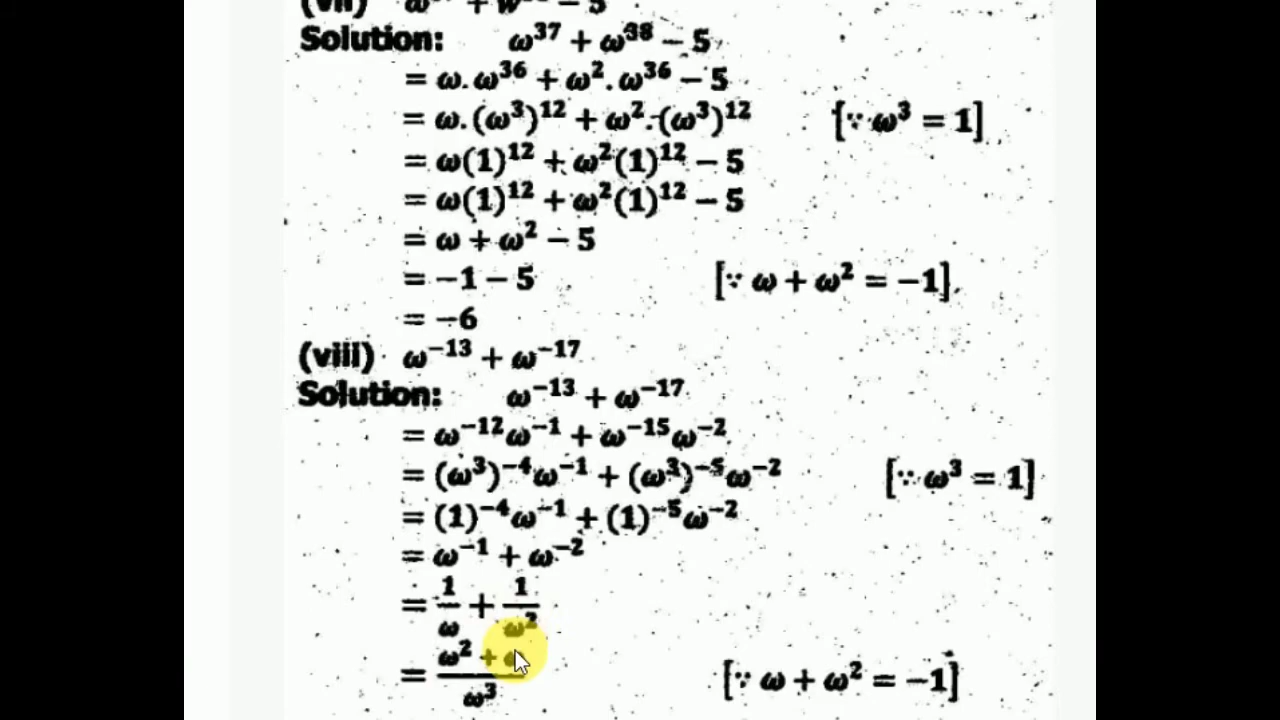 (vii) ω + w − 5
Solution: ω³⁷ + ω³⁸ − 5
= ω.ω³⁶ + ω².ω³⁶ − 5
= ω.(ω³)¹² + ω².(ω³)¹² [∵ ω³ = 1]
= ω(1)¹² + ω²(1)¹² − 5
= ω(1)¹² + ω²(1)¹² − 5
= ω + ω² − 5
= −1 − 5 [∵ ω + ω² = −1]
= −6
(viii) ω⁻¹³ + ω⁻¹⁷
Solution: ω⁻¹³ + ω⁻¹⁷
= ω⁻¹²ω⁻¹ + ω⁻¹⁵ω⁻²
= (ω³)⁻⁴ω⁻¹ + (ω³)⁻⁵ω⁻² [∵ ω³ = 1]
= (1)⁻⁴ω⁻¹ + (1)⁻⁵ω⁻²
= ω⁻¹ + ω⁻²
= 1/ω + 1/ω²
= ω² + ω/ω³ [∵ ω + ω² = −1]